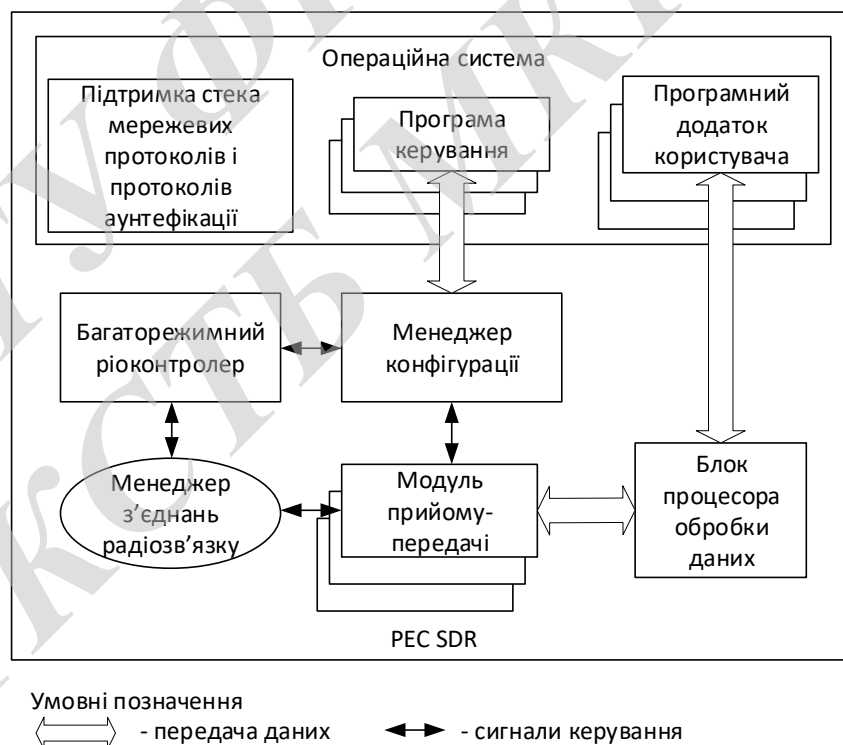 Операційна система
Підтримка стека
мережевих
протоколів і
протоколів
аунтефікації
Програма
керування
Програмний
додаток
користувача
Багаторежимний
ріоконтролер
Менеджер
конфігурації
Менеджер
з’єднань
радіозв’язку
Модуль
прийому-
передачі
Блок
процесора
обробки
даних
РЕС SDR
Умовні позначення
- передача даних
- сигнали керування